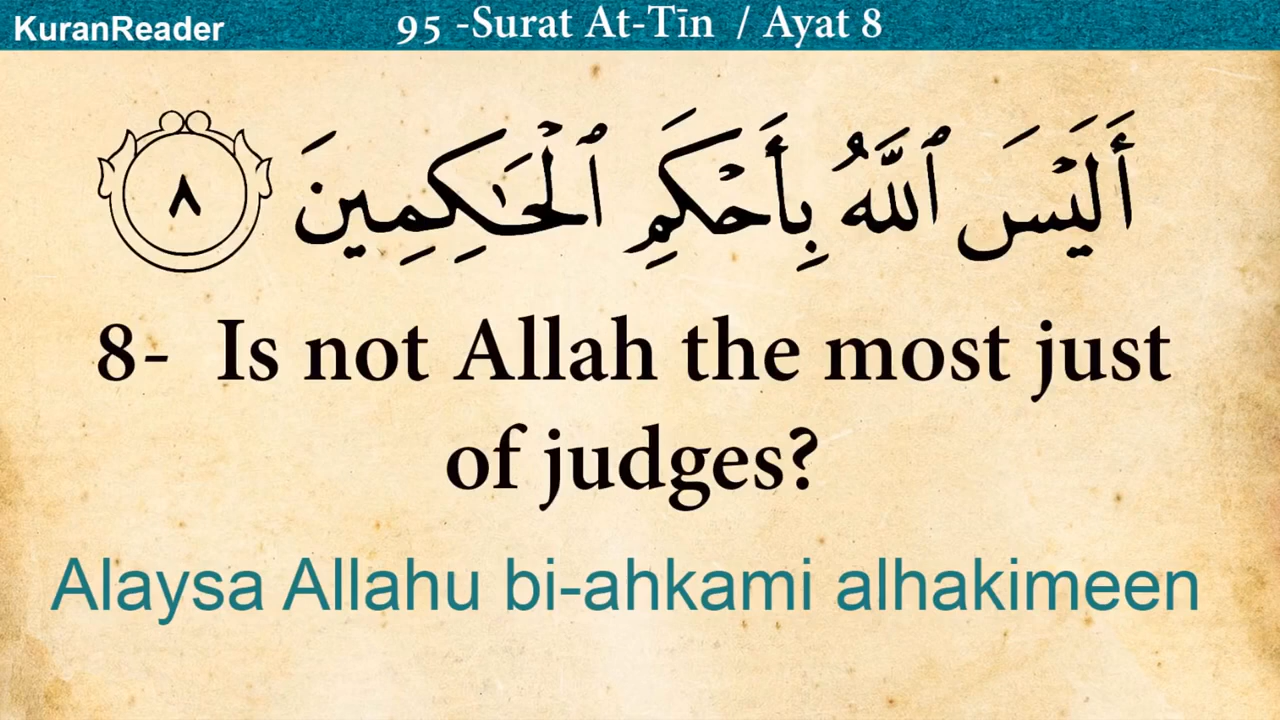 KuranReader
95 -Surat At-Tīn / Ayat 8
أَلَيْسَ ٱللَّهُ بِأَحْكَمِ ٱلْحَـٰكِمِينَ ٨
8- Is not Allah the most just
of judges?
Alaysa Allahu bi-ahkami alhakimeen